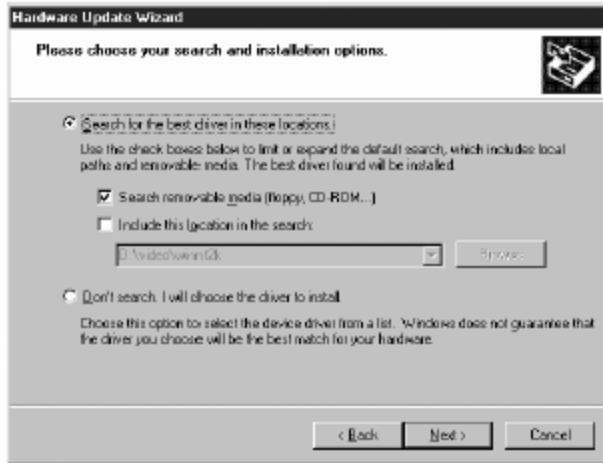 Hardware Update Wizard
Please choose your search and installation options.
Search for the best driver in these locations.
Use the check boxes below to limit or expand the default search, which includes local
paths and removable media. The best driver found will be installed.
Search removable media (floppy, CD-ROM...)
Include this location in the search:
Browse
Don't search. I will choose the driver to install.
Choose this option to select the device driver from a list. Windows does not guarantee that
the driver you choose will be the best match for your hardware.
< Back
Next >
Cancel